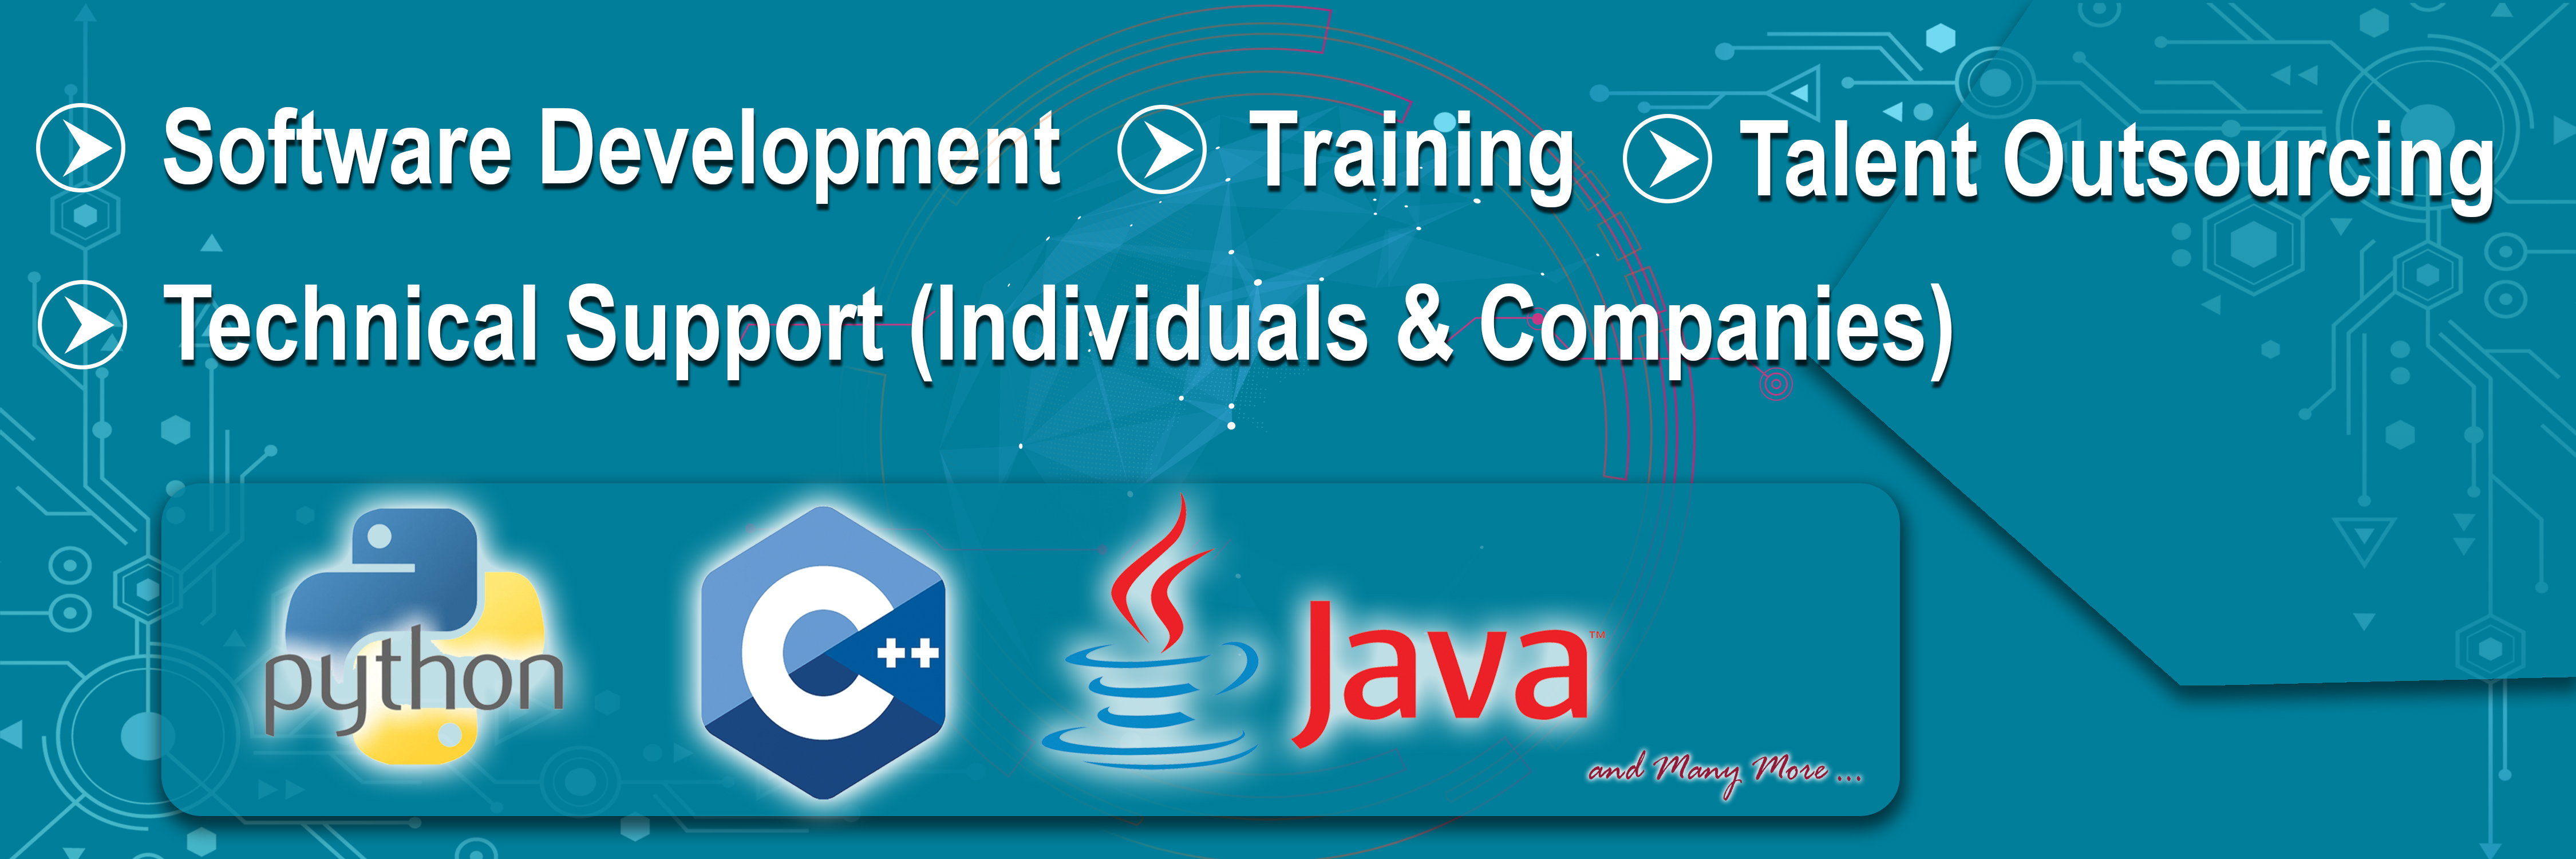 Software Development Training Talent Outsourcing
Technical Support (Individuals & Companies)
python C++ Java™
and Many More ...